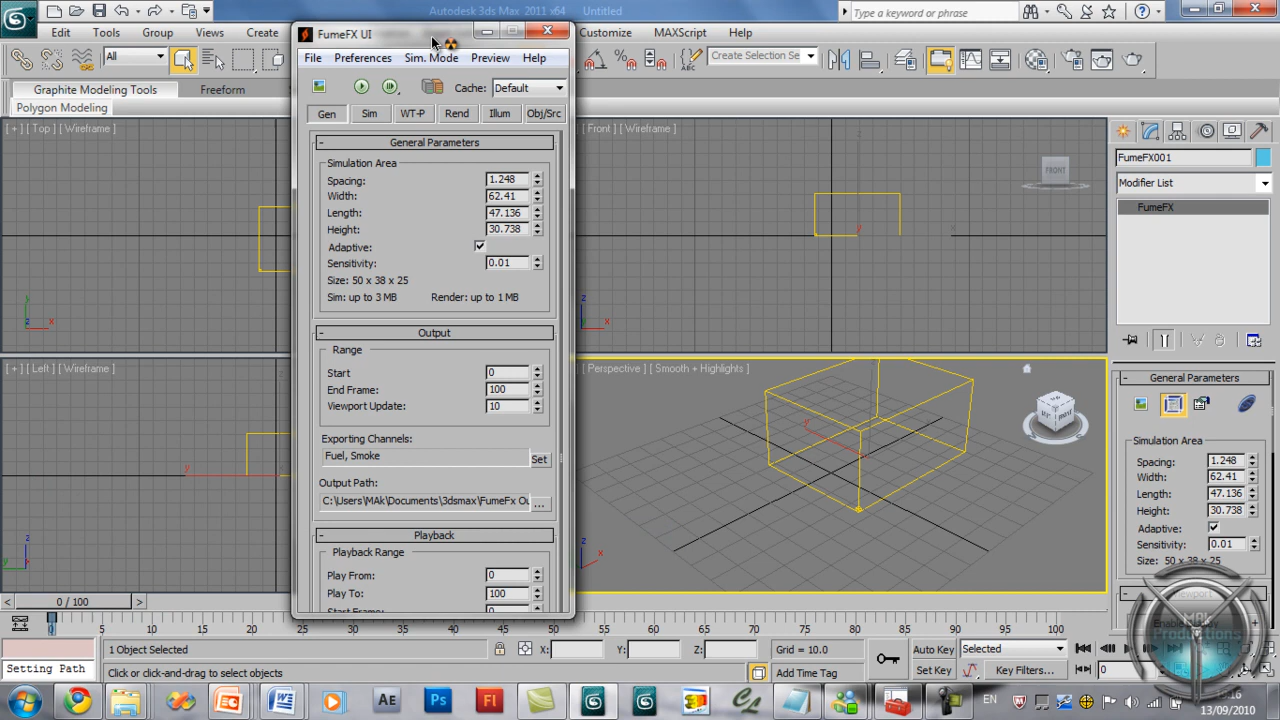 Autodesk 3ds Max 2011 x64
Untitled
Type a keyword or phrase
Edit
Tools
Group
Views
Create
Customize
MAXScript
Help
All
Create Selection Se
Graphite Modeling Tools
Freeform
Polygon Modeling
[ + ] [ Top ] [ Wireframe ]
[ + ] [ Left ] [ Wireframe ]
FumeFX UI
File
Preferences
Sim. Mode
Preview
Help
Cache:
Default
Gen
Sim
WT-P
Rend
Illum
Obj/Src
- General Parameters
Simulation Area
Spacing: 1.248
Width: 62.41
Length: 47.136
Height: 30.738
Adaptive:
Sensitivity: 0.01
Size: 50 x 38 x 25
Sim: up to 3 MB
Render: up to 1 MB
- Output
Range
Start 0
End Frame: 100
Viewport Update: 10
Exporting Channels:
Fuel, Smoke
Set
Output Path:
C:\Users\MAk\Documents\3dsmax\FumeFx Ou
...
- Playback
Playback Range
Play From: 0
Play To: 100
Start Frame: 0
] [ Front ] [ Wireframe ]
FRONT
[ Perspective ] [ Smooth + Highlights ]
FumeFX001
Modifier List
FumeFX
- General Parameters
Simulation Area
Spacing: 1.248
Width: 62.41
Length: 47.136
Height: 30.738
Adaptive:
Sensitivity: 0.01
Size: 50 x 38 x 25
MAk
Productions
< 0 / 100 >
0 5 10 15 20 25 30 35 40 45 50 55 60 65 70 75 80 85 90 95 100
1 Object Selected
X:
Y:
Z:
Grid = 10.0
Auto Key
Selected
Setting Path
Click or click-and-drag to select objects
Add Time Tag
Set Key
Key Filters...
0
EN
13/09/2010